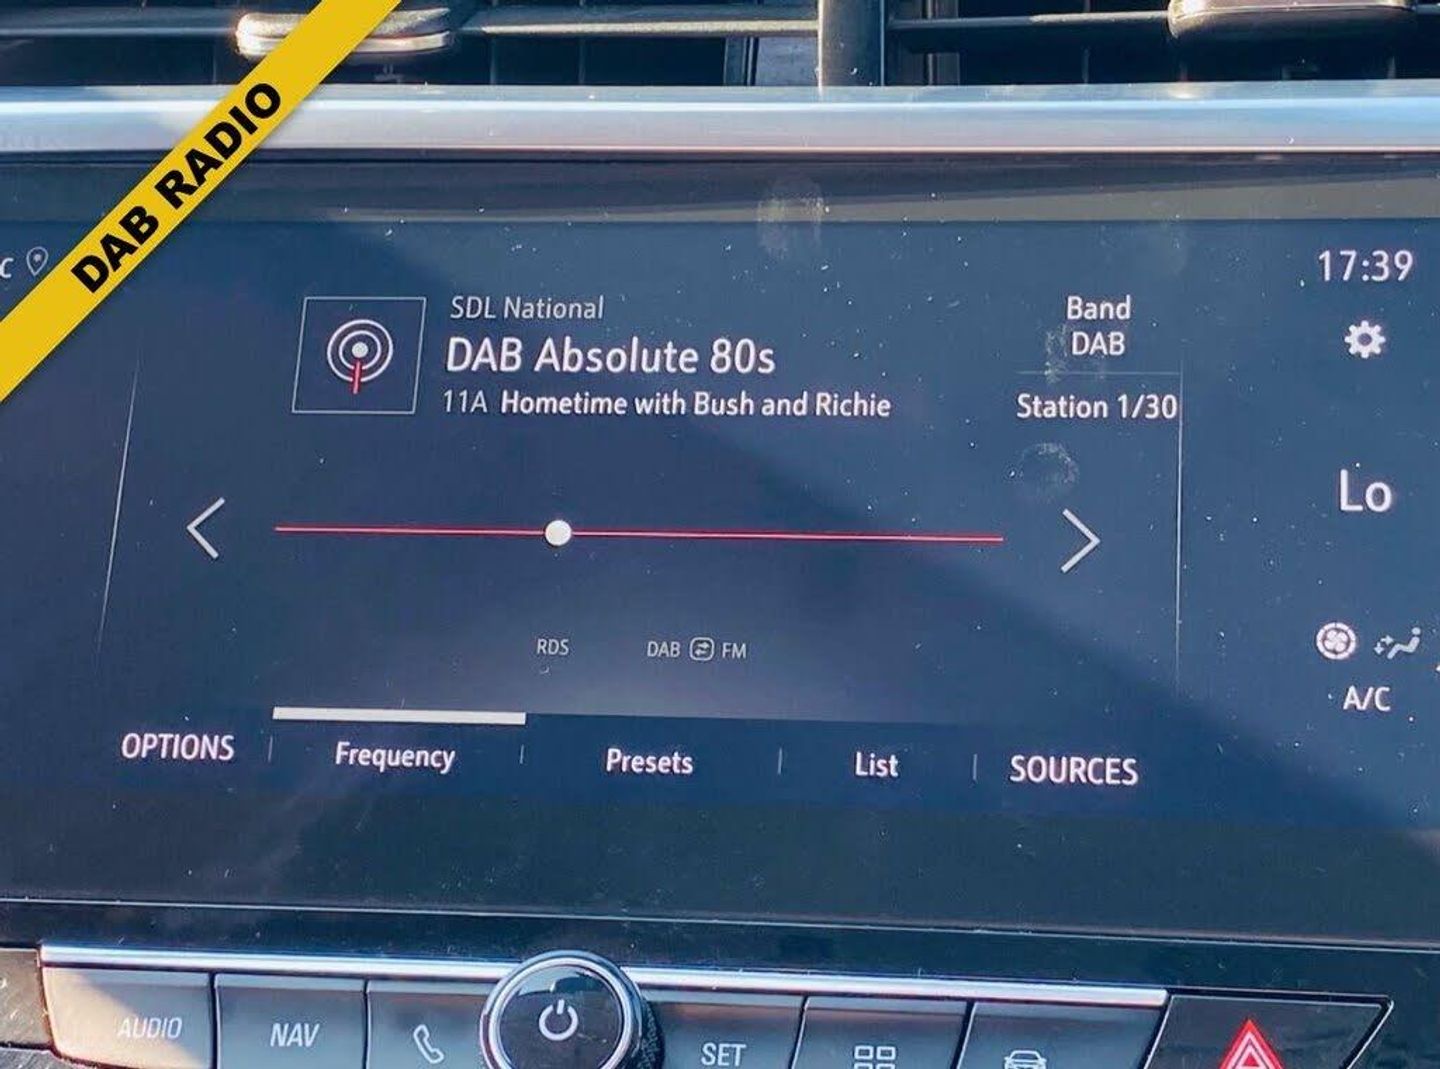 DAB RADIO
C
17:39
SDL National
DAB Absolute 80s
11A Hometime with Bush and Richie
Band
DAB
Station 1/30
Lo
RDS
DAB FM
A/C
OPTIONS
Frequency
Presets
List
SOURCES
AUDIO
NAV
SET